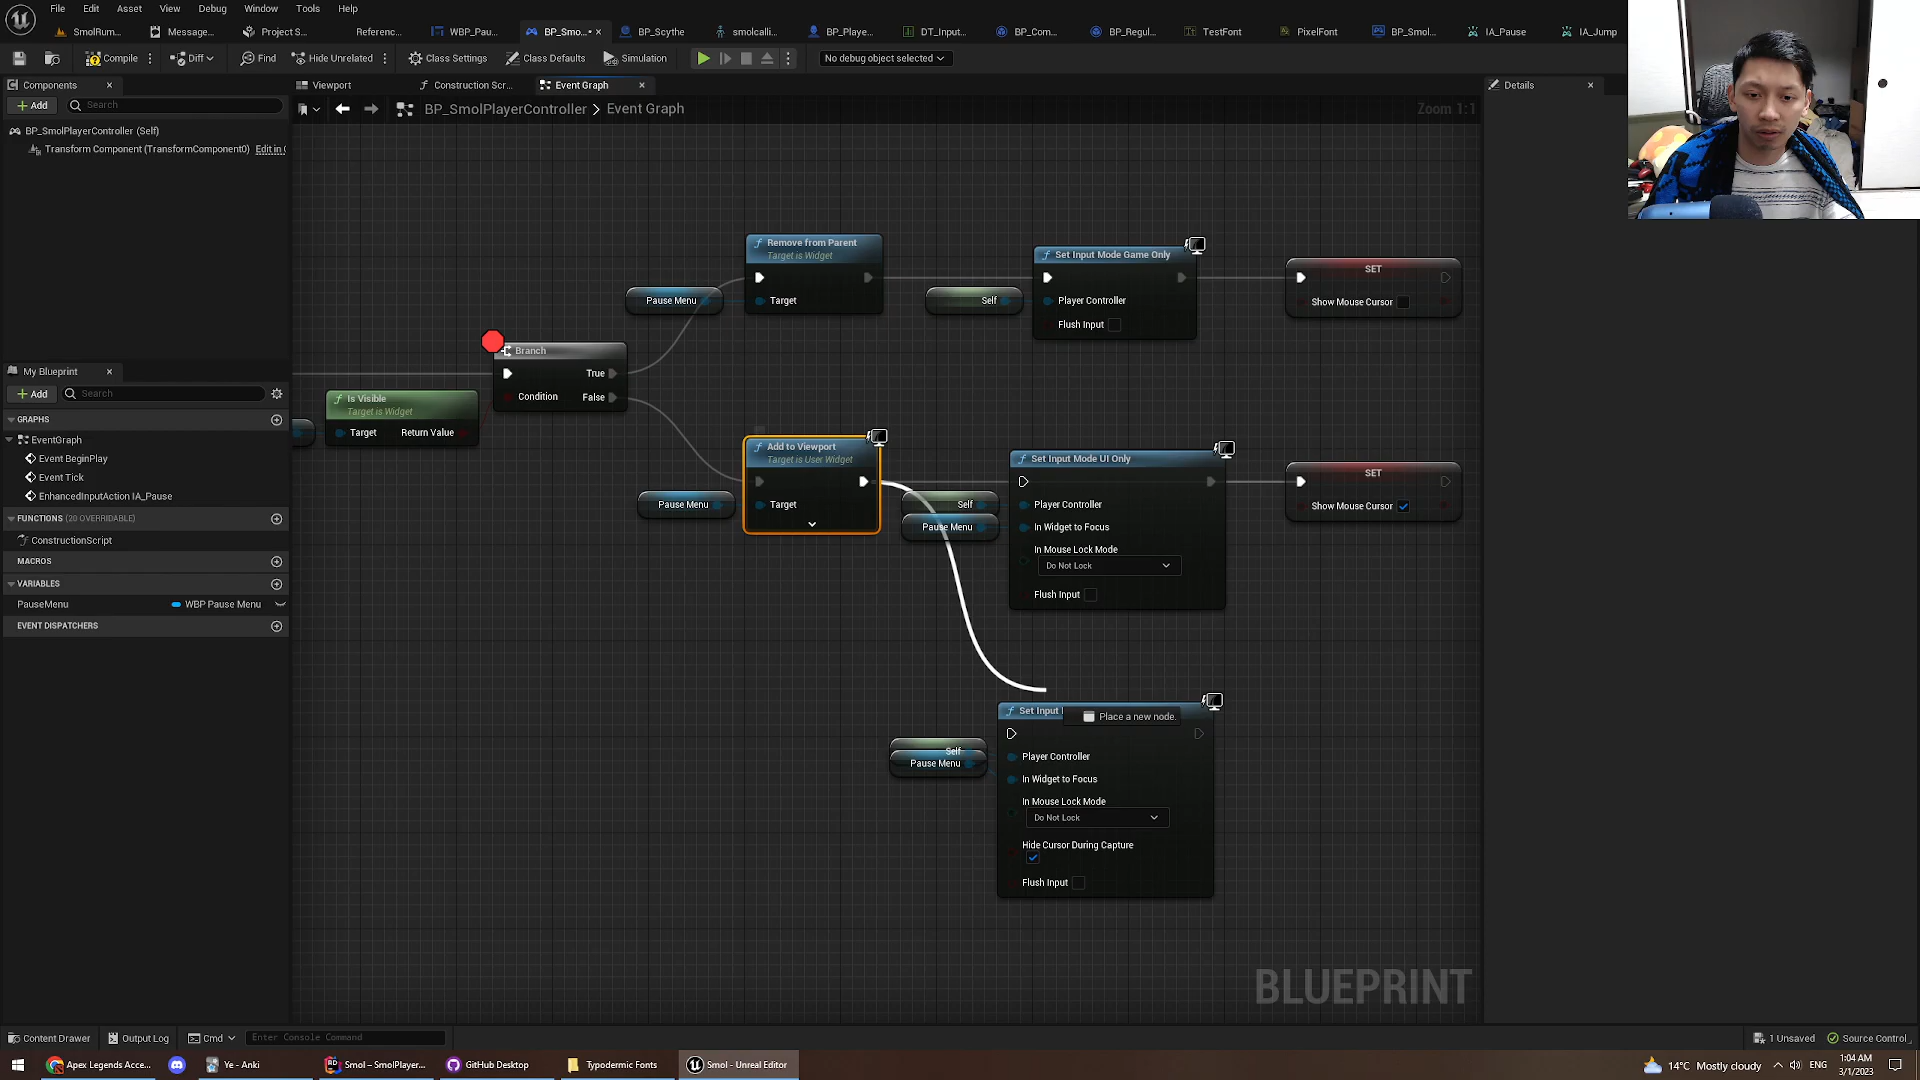 File Edit Asset View Debug Window Tools Help
SmolRum... Message... Project S... Referenc... WBP_Pau... BP_Smo... BP_Scythe smolcalli... BP_Playe... DT_Input... BP_Com... BP_Regul... TestFont PixelFont BP_Smol... IA_Pause IA_Jump
Compile Diff Find Hide Unrelated Class Settings Class Defaults Simulation No debug object selected
Components
Add Search
BP_SmolPlayerController (Self)
Transform Component (TransformComponent0) Edit in C
Viewport Construction Scr... Event Graph
BP_SmolPlayerController > Event Graph
Zoom 1:1
Details
My Blueprint
Add Search
GRAPHS
EventGraph
Event BeginPlay
Event Tick
EnhancedInputAction IA_Pause
FUNCTIONS (20 OVERRIDABLE)
ConstructionScript
MACROS
VARIABLES
PauseMenu WBP Pause Menu
EVENT DISPATCHERS
Is Visible
Target is Widget
Target Return Value
Branch
True
Condition False
Remove from Parent
Target is Widget
Pause Menu
Target
Self
Set Input Mode Game Only
Player Controller
Flush Input
SET
Show Mouse Cursor
Add to Viewport
Target is User Widget
Pause Menu
Target
Self
Pause Menu
Set Input Mode UI Only
Player Controller
In Widget to Focus
In Mouse Lock Mode
Do Not Lock
Flush Input
SET
Show Mouse Cursor
Set Input
Place a new node.
Self
Pause Menu
Player Controller
In Widget to Focus
In Mouse Lock Mode
Do Not Lock
Hide Cursor During Capture
Flush Input
BLUEPRINT
Content Drawer Output Log Cmd Enter Console Command 1 Unsaved Source Control
Apex Legends Acce... Ye - Anki Smol – SmolPlayer... GitHub Desktop Typodermic Fonts Smol - Unreal Editor
14°C Mostly cloudy ENG
1:04 AM
3/1/2023